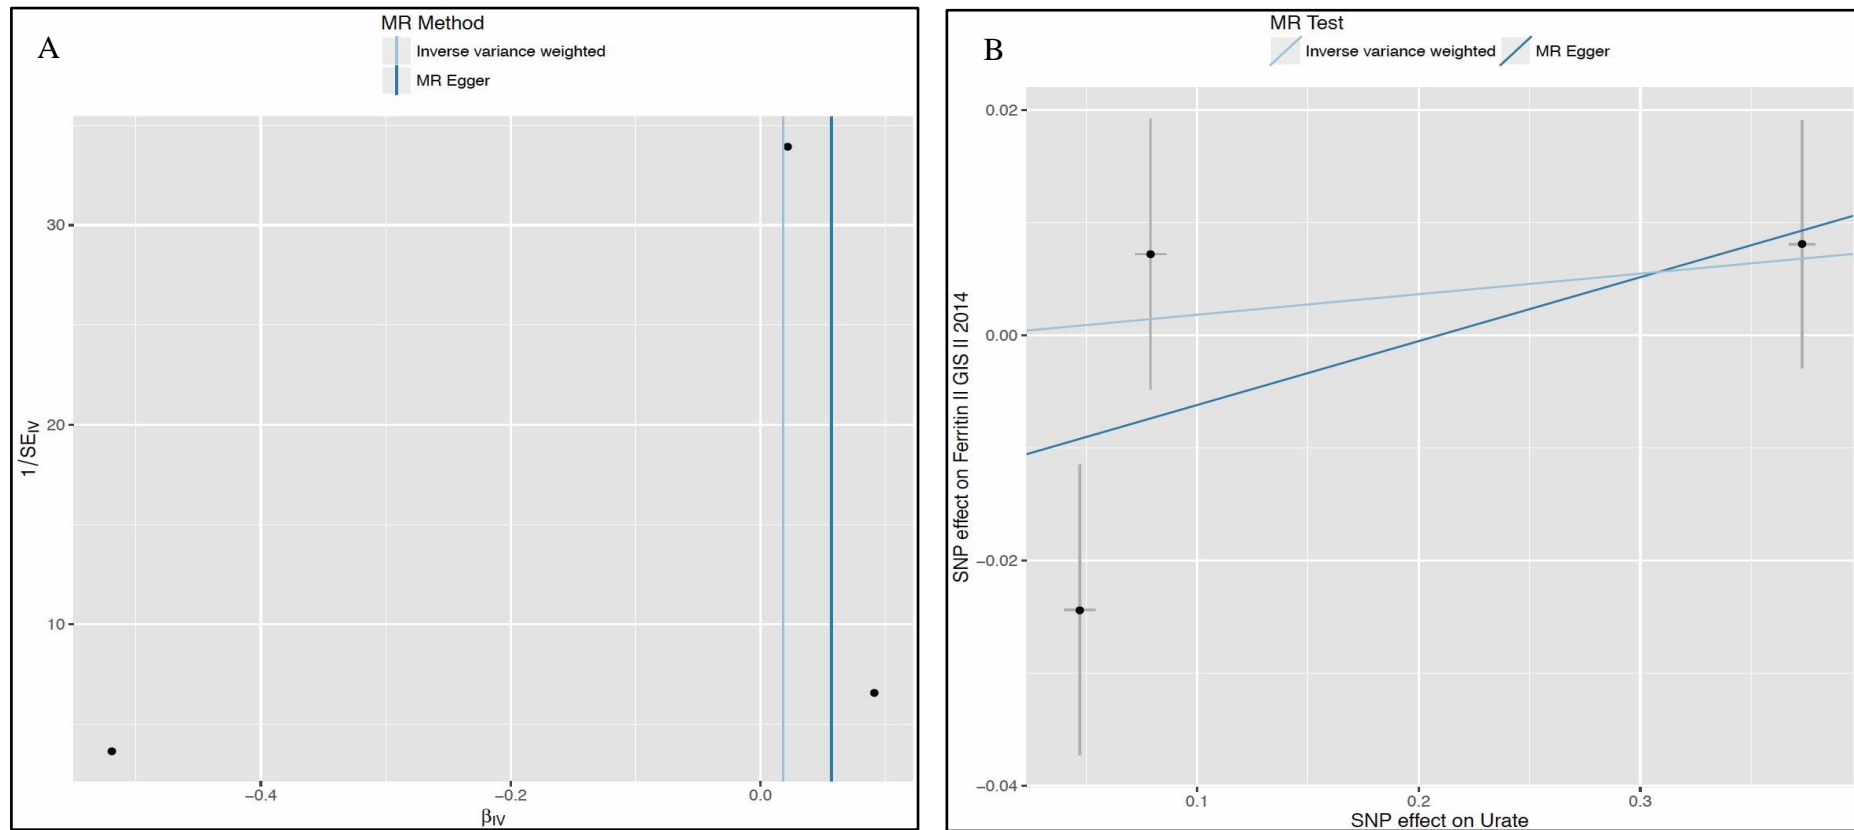 A
MR Method
Inverse variance weighted
MR Egger
30
20
10
1/SEIV
−0.4
−0.2
0.0
βIV
B
MR Test
Inverse variance weighted
MR Egger
0.02
0.00
−0.02
−0.04
SNP effect on Ferritin || GIS || 2014
0.1
0.2
0.3
SNP effect on Urate